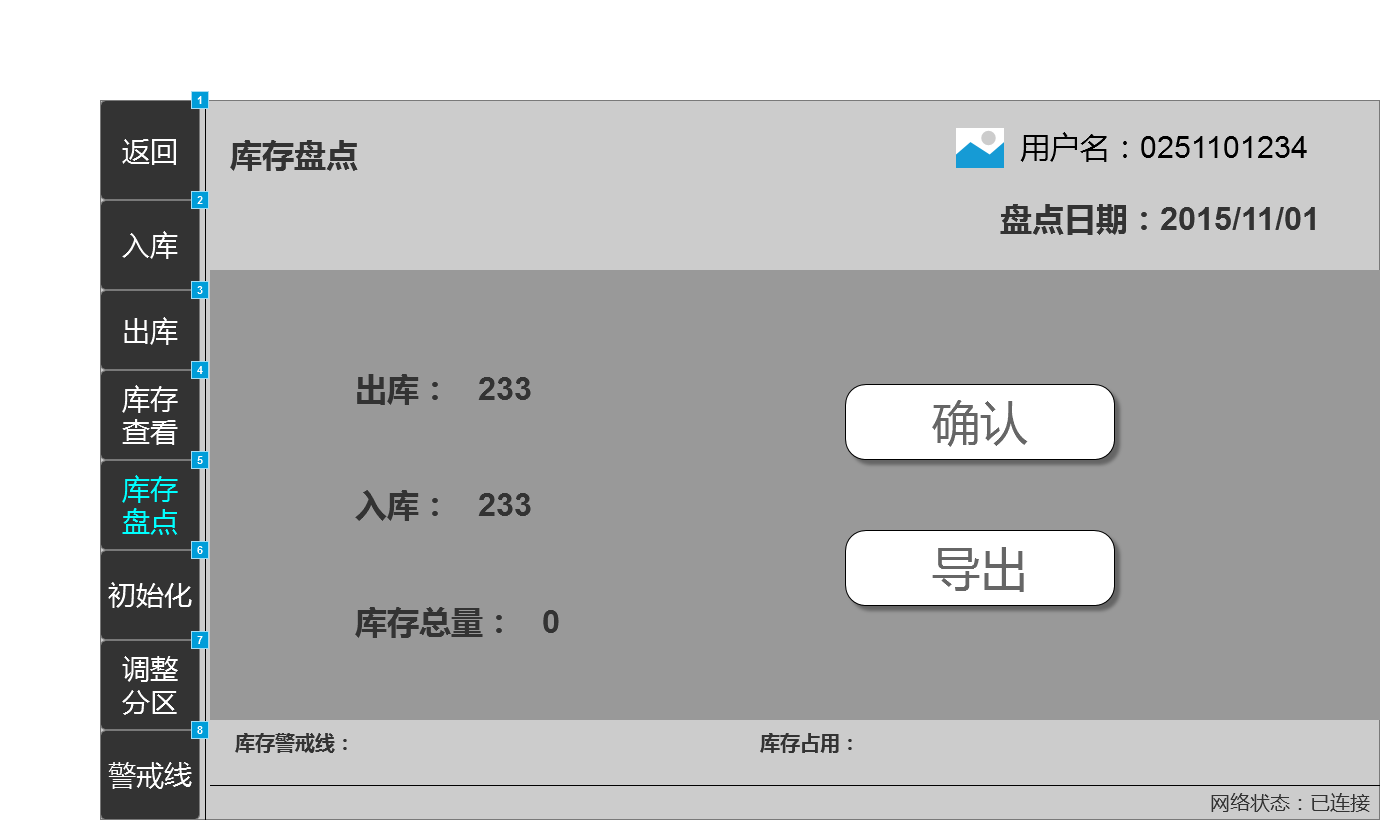 1
返回
2
入库
3
出库
4
库存
查看
5
库存
盘点
6
初始化
7
调整
分区
8
警戒线
库存盘点
用户名：0251101234
盘点日期：2015/11/01
出库： 233
入库： 233
库存总量： 0
确认
导出
库存警戒线：
库存占用：
网络状态：已连接